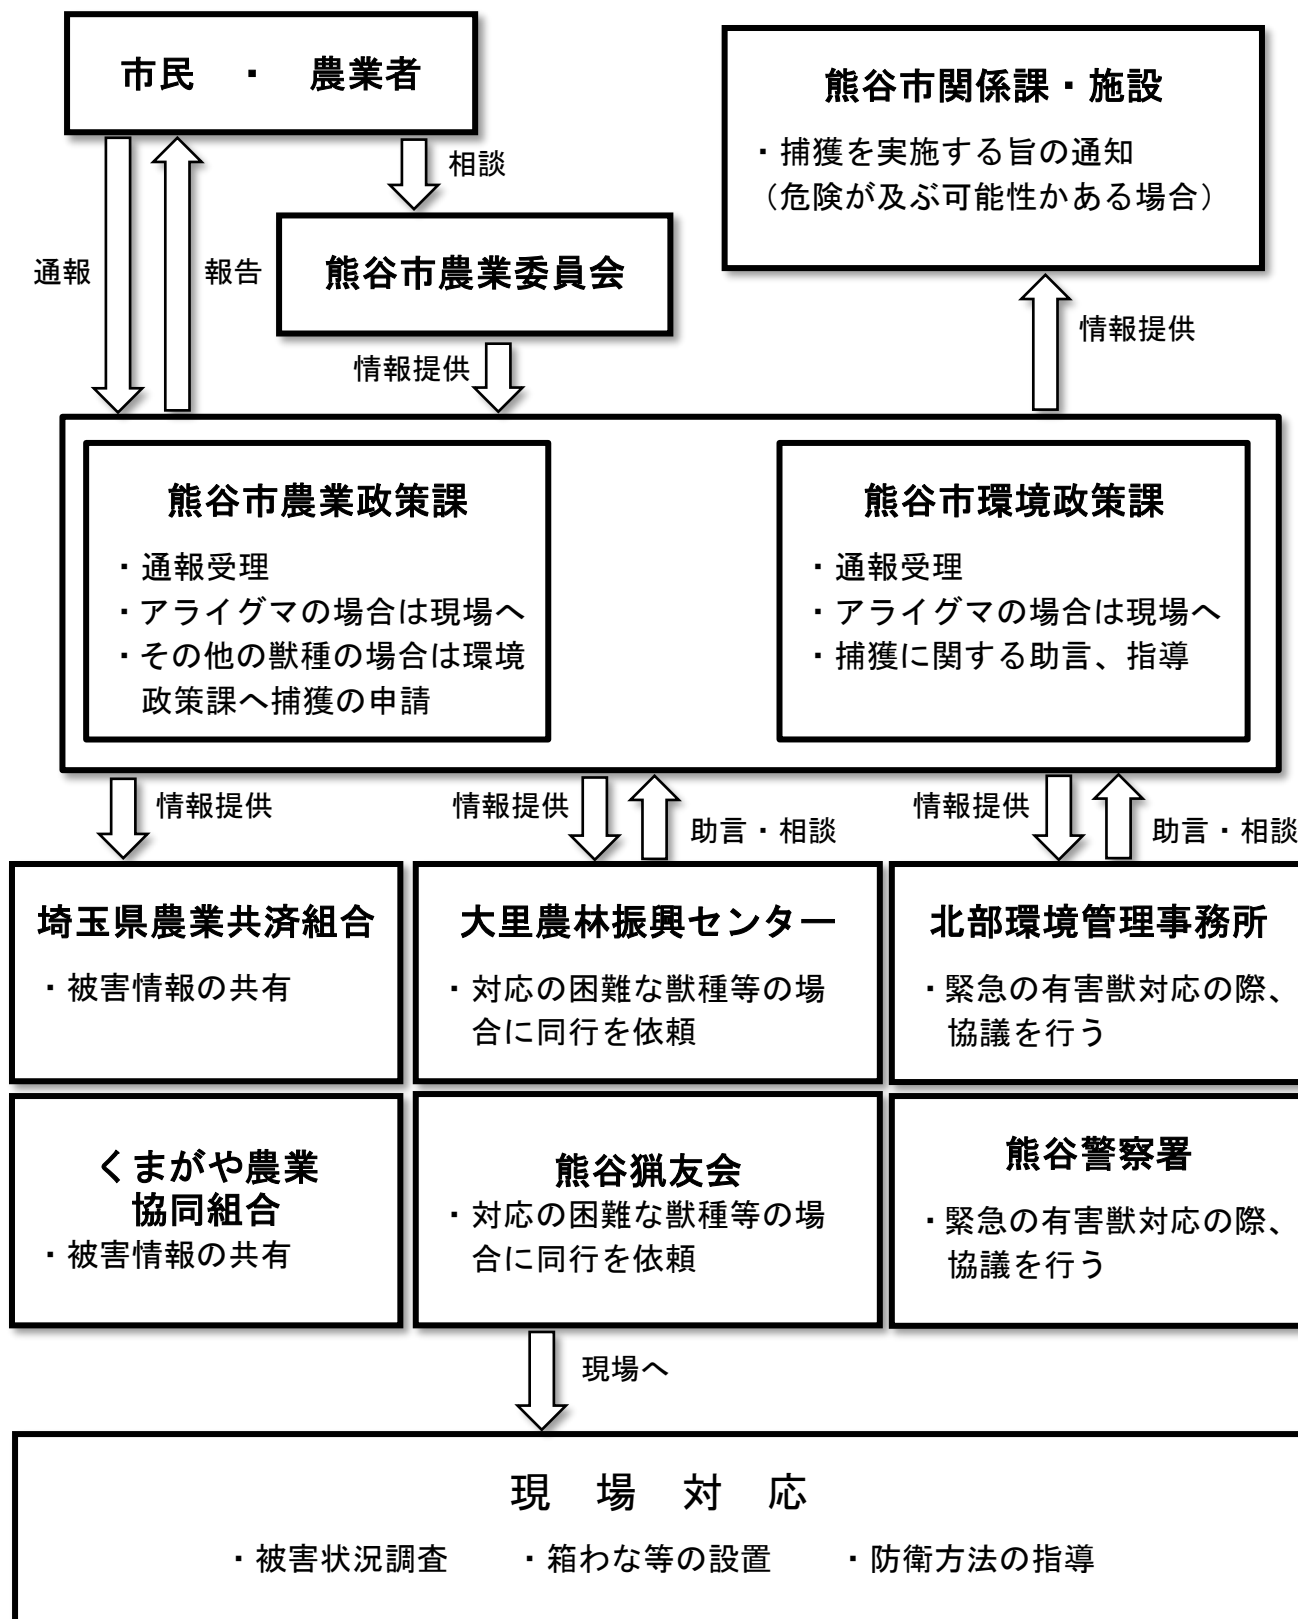 市民 ・ 農業者
熊谷市関係課・施設
・捕獲を実施する旨の通知
（危険が及ぶ可能性かある場合）
相談
通報
報告
熊谷市農業委員会
情報提供
情報提供
熊谷市農業政策課
・通報受理
・アライグマの場合は現場へ
・その他の獣種の場合は環境
政策課へ捕獲の申請
熊谷市環境政策課
・通報受理
・アライグマの場合は現場へ
・捕獲に関する助言、指導
情報提供
情報提供
助言・相談
情報提供
助言・相談
埼玉県農業共済組合
・被害情報の共有
大里農林振興センター
・対応の困難な獣種等の場
合に同行を依頼
北部環境管理事務所
・緊急の有害獣対応の際、
協議を行う
くまがや農業
協同組合
・被害情報の共有
熊谷猟友会
・対応の困難な獣種等の場
合に同行を依頼
熊谷警察署
・緊急の有害獣対応の際、
協議を行う
現場へ
現 場 対 応
・被害状況調査 ・箱わな等の設置 ・防衛方法の指導